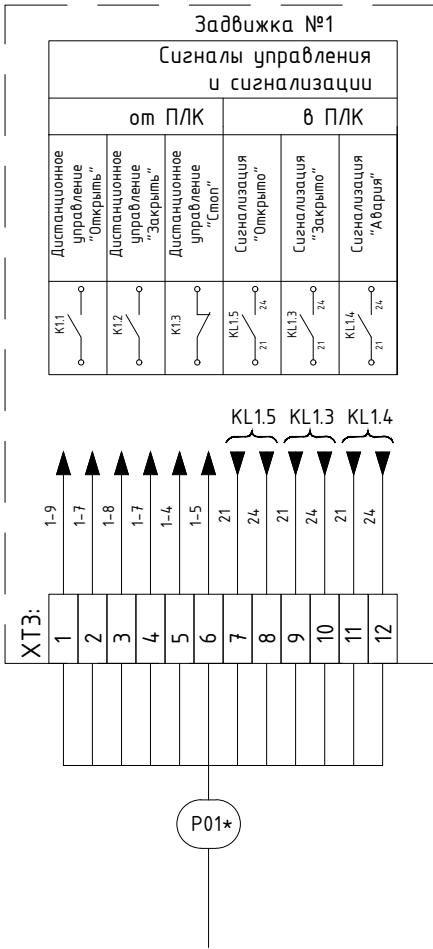 Задвижка №1
Сигналы управления
и сигнализации
от ПЛК
в ПЛК
Дистанционное
управление
"Открыть"
Дистанционное
управление
"Закрыть"
Дистанционное
управление
"Стоп"
Сигнализация
"Открыто"
Сигнализация
"Закрыто"
Сигнализация
"Авария"
К1.1
К1.2
К1.3
KL1.5
21
24
KL1.3
21
24
KL1.4
21
24
KL1.5
KL1.3
KL1.4
1-9
1-7
1-8
1-7
1-4
1-5
21
24
21
24
21
24
XT3:
1
2
3
4
5
6
7
8
9
10
11
12
P01*